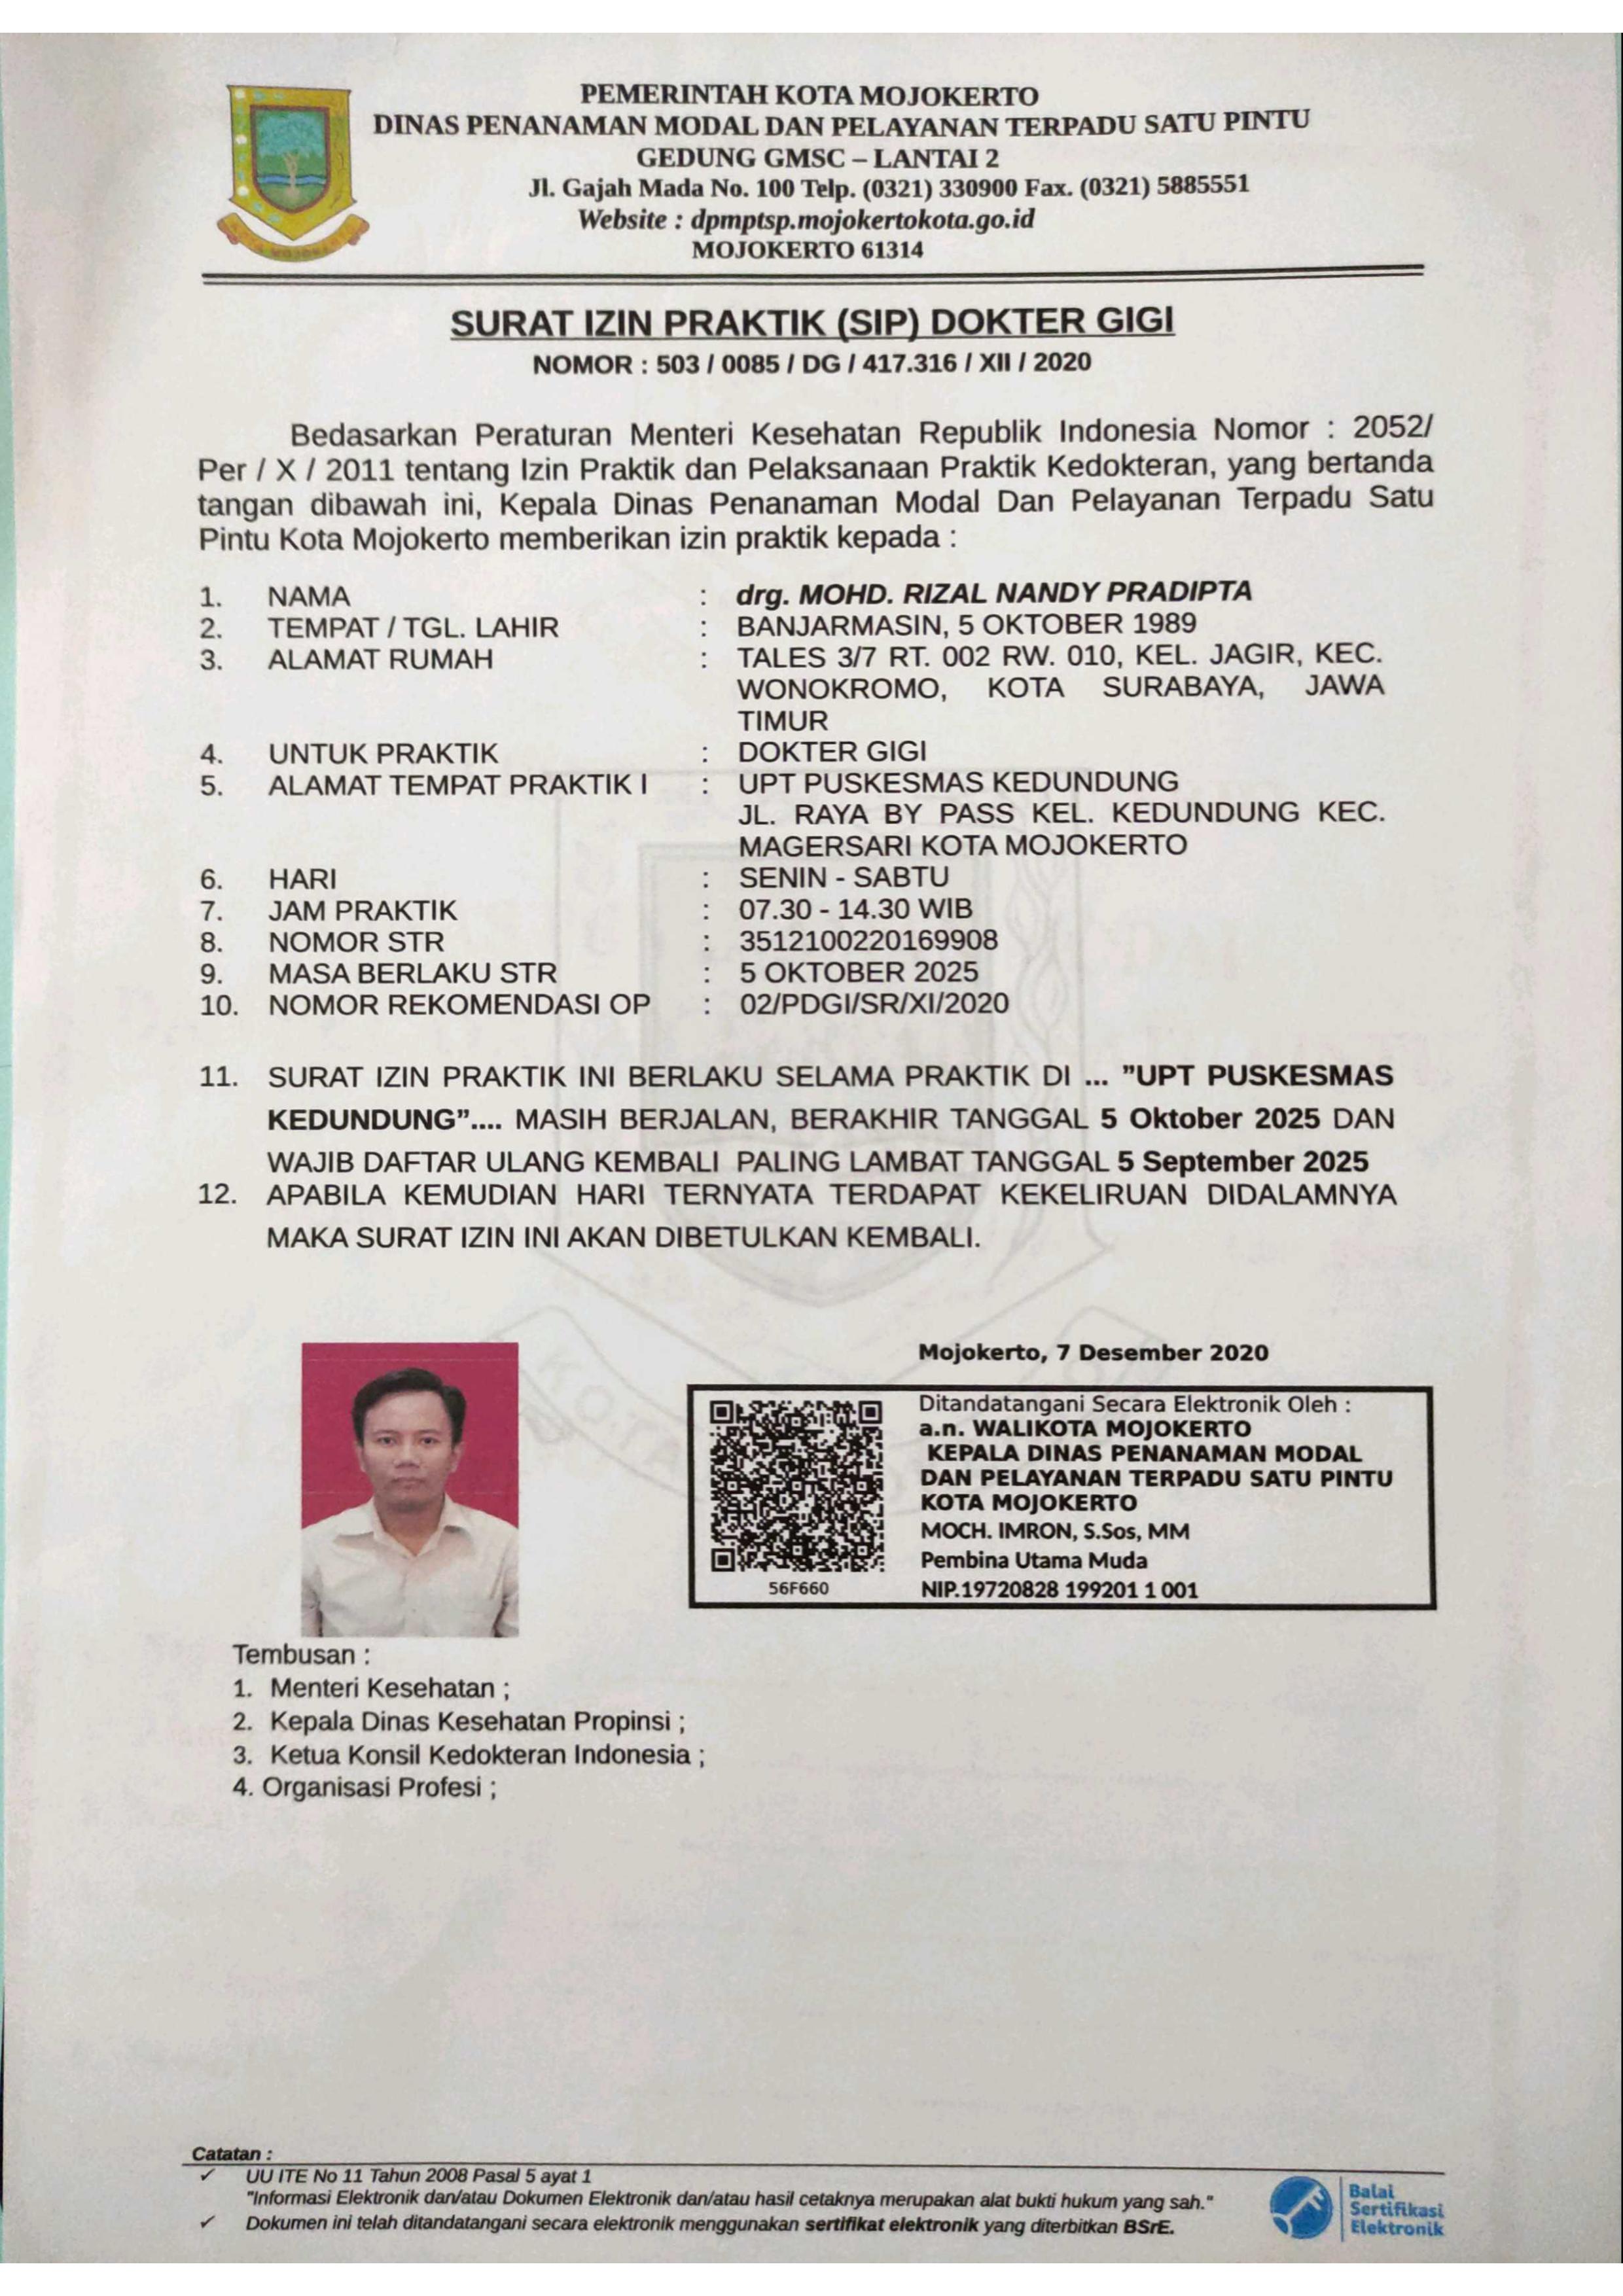 PEMERINTAH KOTA MOJOKERTO
DINAS PENANAMAN MODAL DAN PELAYANAN TERPADU SATU PINTU
GEDUNG GMSC – LANTAI 2
Jl. Gajah Mada No. 100 Telp. (0321) 330900 Fax. (0321) 5885551
Website : dpmptsp.mojokertokota.go.id
MOJOKERTO 61314
SURAT IZIN PRAKTIK (SIP) DOKTER GIGI
NOMOR : 503 / 0085 / DG / 417.316 / XII / 2020
Bedasarkan Peraturan Menteri Kesehatan Republik Indonesia Nomor : 2052/
Per / X / 2011 tentang Izin Praktik dan Pelaksanaan Praktik Kedokteran, yang bertanda
tangan dibawah ini, Kepala Dinas Penanaman Modal Dan Pelayanan Terpadu Satu
Pintu Kota Mojokerto memberikan izin praktik kepada :
1. NAMA : drg. MOHD. RIZAL NANDY PRADIPTA
2. TEMPAT / TGL. LAHIR : BANJARMASIN, 5 OKTOBER 1989
3. ALAMAT RUMAH : TALES 3/7 RT. 002 RW. 010, KEL. JAGIR, KEC.
WONOKROMO, KOTA SURABAYA, JAWA
TIMUR
4. UNTUK PRAKTIK : DOKTER GIGI
5. ALAMAT TEMPAT PRAKTIK I : UPT PUSKESMAS KEDUNDUNG
JL. RAYA BY PASS KEL. KEDUNDUNG KEC.
MAGERSARI KOTA MOJOKERTO
6. HARI : SENIN - SABTU
7. JAM PRAKTIK : 07.30 - 14.30 WIB
8. NOMOR STR : 3512100220169908
9. MASA BERLAKU STR : 5 OKTOBER 2025
10. NOMOR REKOMENDASI OP : 02/PDGI/SR/XI/2020
11. SURAT IZIN PRAKTIK INI BERLAKU SELAMA PRAKTIK DI ... ”UPT PUSKESMAS
KEDUNDUNG”.... MASIH BERJALAN, BERAKHIR TANGGAL 5 Oktober 2025 DAN
WAJIB DAFTAR ULANG KEMBALI PALING LAMBAT TANGGAL 5 September 2025
12. APABILA KEMUDIAN HARI TERNYATA TERDAPAT KEKELIRUAN DIDALAMNYA
MAKA SURAT IZIN INI AKAN DIBETULKAN KEMBALI.
Mojokerto, 7 Desember 2020
Ditandatangani Secara Elektronik Oleh :
a.n. WALIKOTA MOJOKERTO
KEPALA DINAS PENANAMAN MODAL
DAN PELAYANAN TERPADU SATU PINTU
KOTA MOJOKERTO
MOCH. IMRON, S.Sos, MM
Pembina Utama Muda
NIP.19720828 199201 1 001
56F660
Tembusan :
1. Menteri Kesehatan ;
2. Kepala Dinas Kesehatan Propinsi ;
3. Ketua Konsil Kedokteran Indonesia ;
4. Organisasi Profesi ;
Catatan :
✓ UU ITE No 11 Tahun 2008 Pasal 5 ayat 1
"Informasi Elektronik dan/atau Dokumen Elektronik dan/atau hasil cetaknya merupakan alat bukti hukum yang sah."
✓ Dokumen ini telah ditandatangani secara elektronik menggunakan sertifikat elektronik yang diterbitkan BSrE.
Balai
Sertifikasi
Elektronik